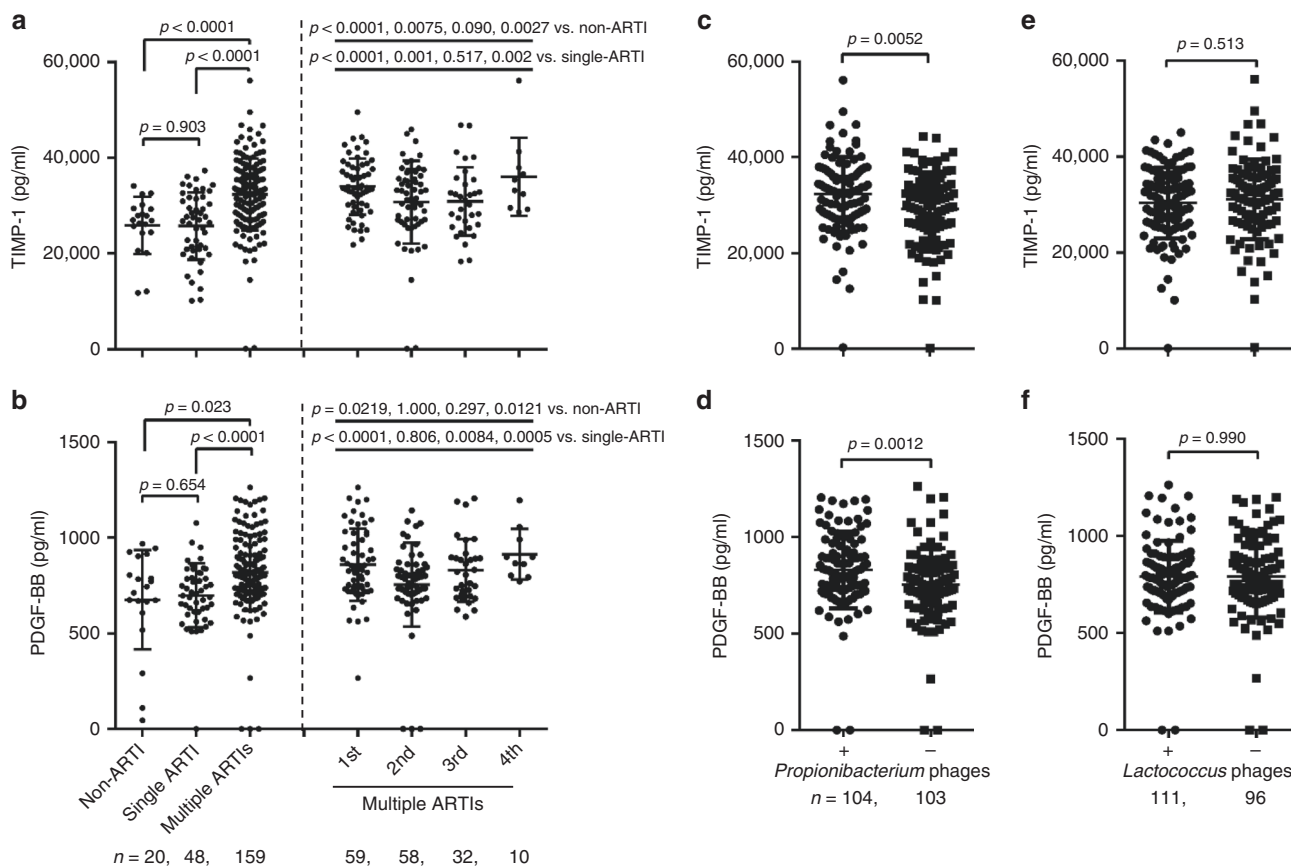 a
p < 0.0001
p < 0.0001
p = 0.903
p < 0.0001, 0.0075, 0.090, 0.0027 vs. non-ARTI
p < 0.0001, 0.001, 0.517, 0.002 vs. single-ARTI
60,000
40,000
20,000
0
TIMP-1 (pg/ml)
b
p = 0.023
p < 0.0001
p = 0.654
p = 0.0219, 1.000, 0.297, 0.0121 vs. non-ARTI
p < 0.0001, 0.806, 0.0084, 0.0005 vs. single-ARTI
1500
1000
500
0
PDGF-BB (pg/ml)
Non-ARTI
Single ARTI
Multiple ARTIs
1st
2nd
3rd
4th
Multiple ARTIs
n = 20, 48, 159
59, 58, 32, 10
c
p = 0.0052
60,000
40,000
20,000
0
TIMP-1 (pg/ml)
d
p = 0.0012
1500
1000
500
0
PDGF-BB (pg/ml)
+ −
Propionibacterium phages
n = 104, 103
e
p = 0.513
60,000
40,000
20,000
0
TIMP-1 (pg/ml)
f
p = 0.990
1500
1000
500
0
PDGF-BB (pg/ml)
+ −
Lactococcus phages
111, 96